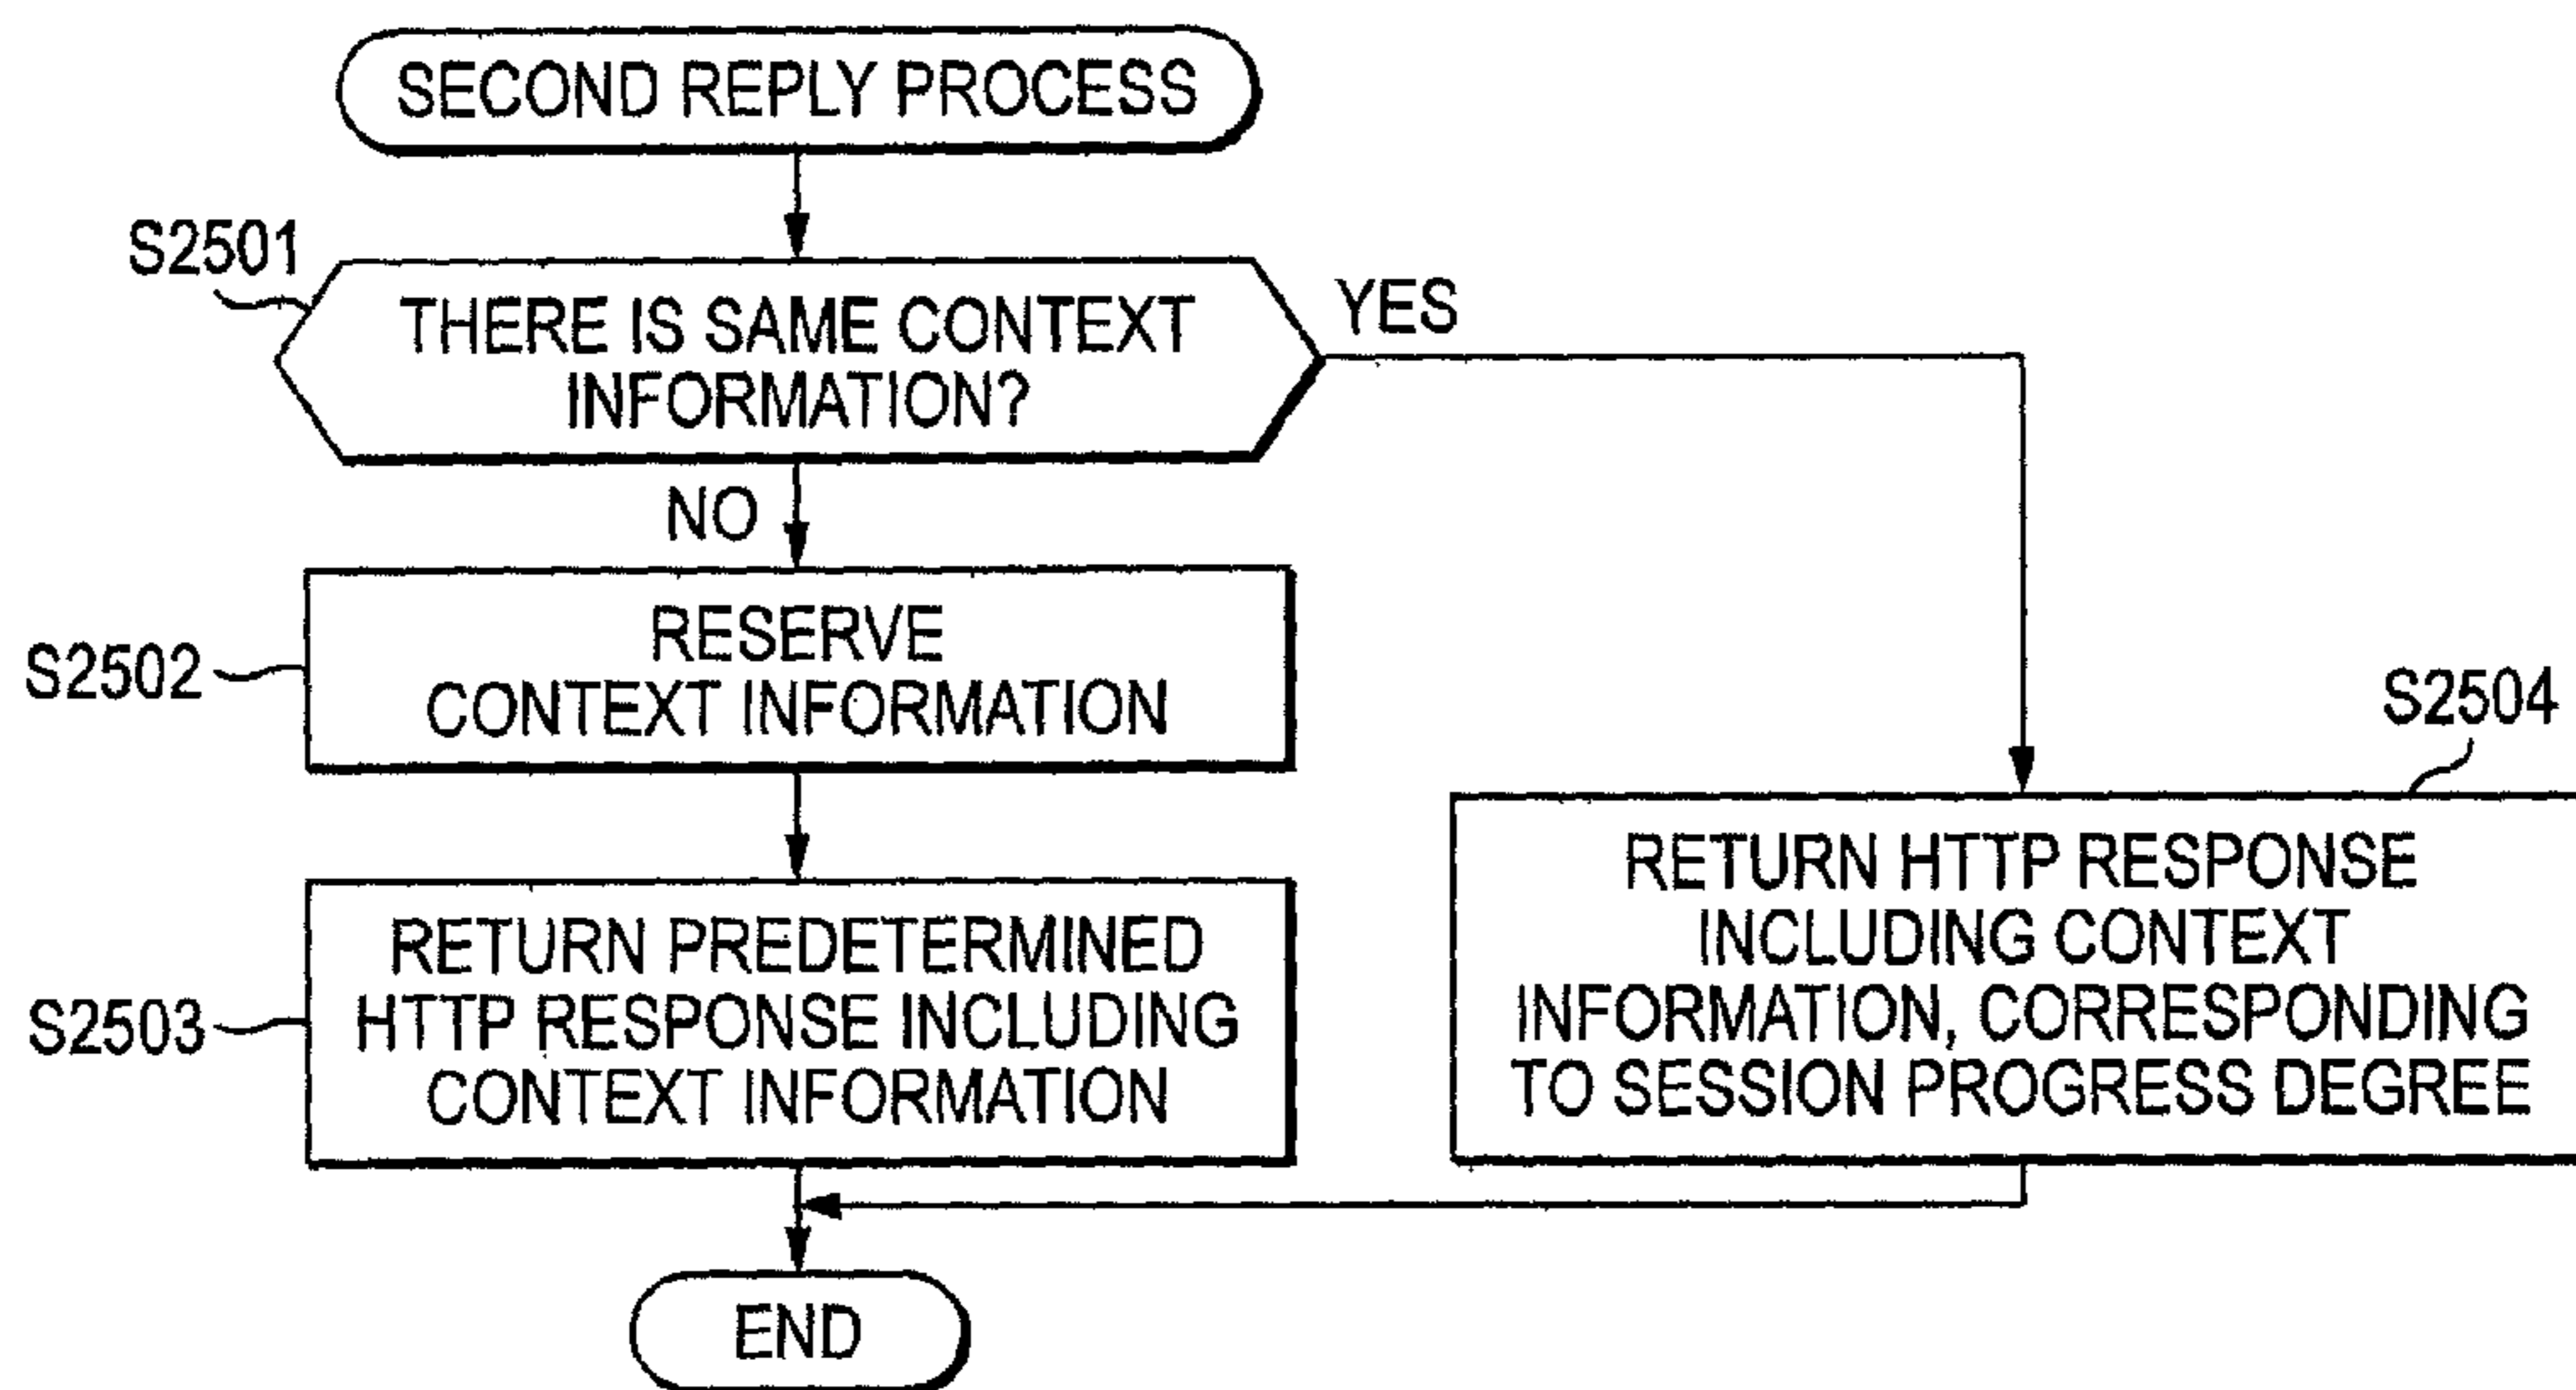 SECOND REPLY PROCESS
S2501
THERE IS SAME CONTEXT
INFORMATION?
YES
NO
S2502
RESERVE
CONTEXT INFORMATION
S2503
RETURN PREDETERMINED
HTTP RESPONSE INCLUDING
CONTEXT INFORMATION
S2504
RETURN HTTP RESPONSE
INCLUDING CONTEXT
INFORMATION, CORRESPONDING
TO SESSION PROGRESS DEGREE
END